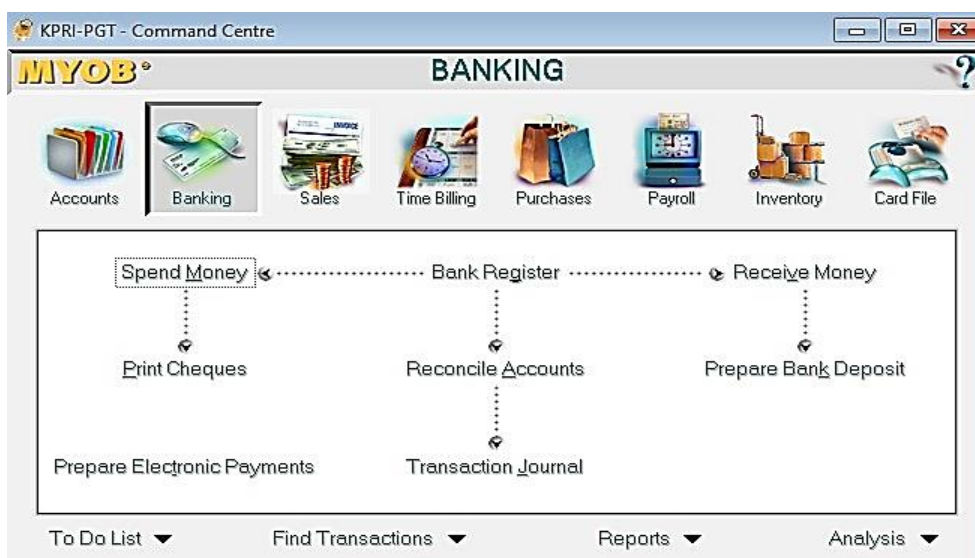 KPRI-PGT - Command Centre
MYOB BANKING ?
Accounts Banking Sales Time Billing Purchases Payroll Inventory Card File
Spend Money Bank Register Receive Money
Print Cheques Reconcile Accounts Prepare Bank Deposit
Prepare Electronic Payments Transaction Journal
To Do List Find Transactions Reports Analysis